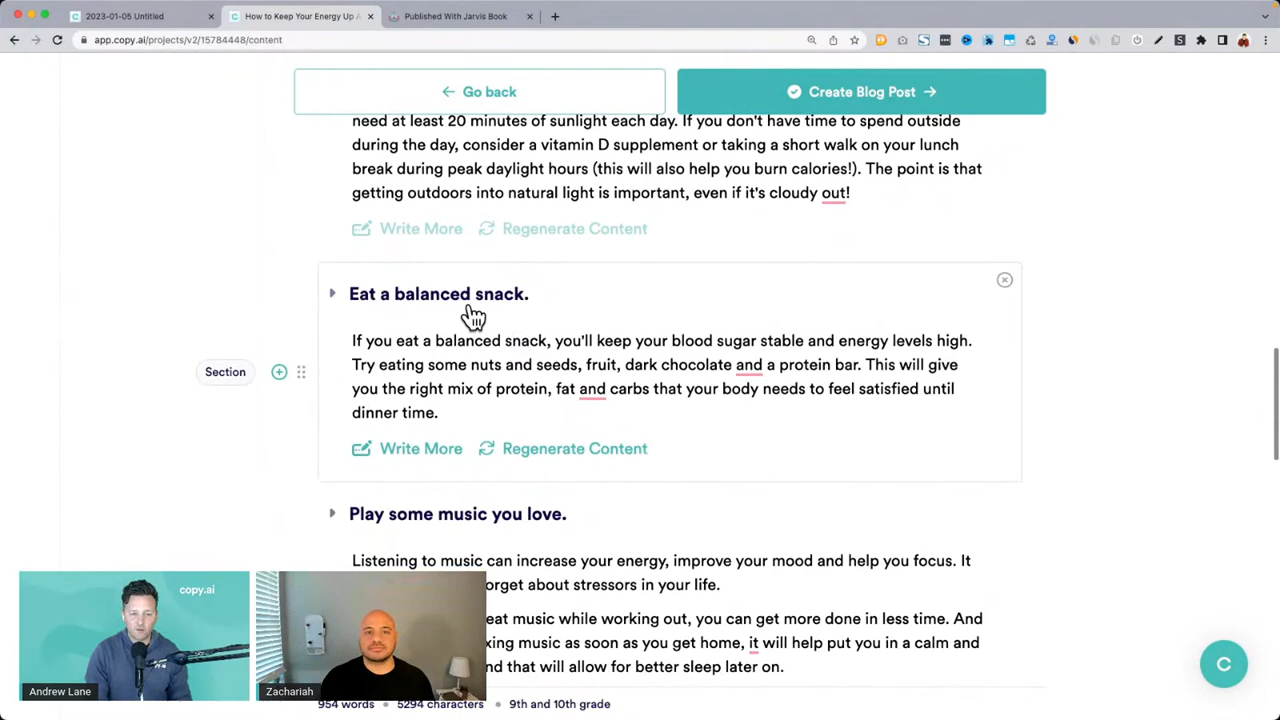 2023-01-05 Untitled
How to Keep Your Energy Up A
Published With Jarvis Book
app.copy.ai/projects/v2/15784448/content
Go back
Create Blog Post
need at least 20 minutes of sunlight each day. If you don't have time to spend outside
during the day, consider a vitamin D supplement or taking a short walk on your lunch
break during peak daylight hours (this will also help you burn calories!). The point is that
getting outdoors into natural light is important, even if it's cloudy out!
Write More Regenerate Content
Eat a balanced snack.
If you eat a balanced snack, you'll keep your blood sugar stable and energy levels high.
Try eating some nuts and seeds, fruit, dark chocolate and a protein bar. This will give
Section
you the right mix of protein, fat and carbs that your body needs to feel satisfied until
dinner time.
Write More Regenerate Content
Play some music you love.
Listening to music can increase your energy, improve your mood and help you focus. It
forget about stressors in your life.
eat music while working out, you can get more done in less time. And
xing music as soon as you get home, it will help put you in a calm and
nd that will allow for better sleep later on.
copy.ai
Andrew Lane
Zachariah
954 words • 5294 characters • 9th and 10th grade
C